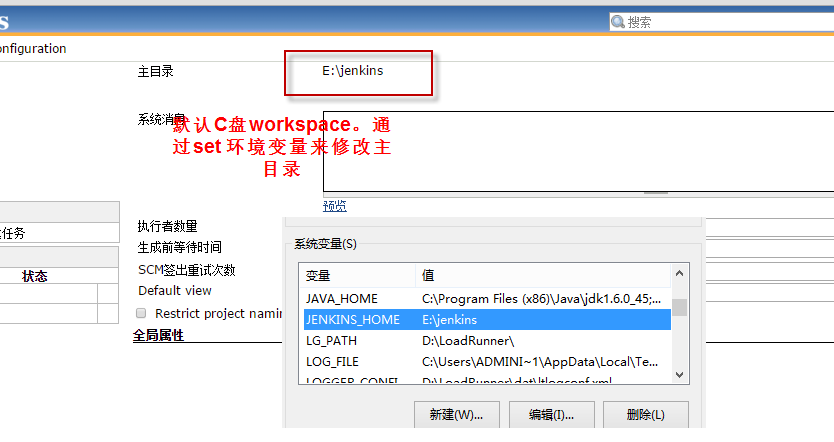 s
搜索
onfiguration
主目录
E:\jenkins
系统消息
默认C盘workspace。通
过set 环境变量来修改主
目录
预览
执行者数量
任务
生成前等待时间
SCM签出重试次数
状态
Default view
Restrict project namin
全局属性
系统变量(S)
变量 值
JAVA_HOME C:\Program Files (x86)\Java\jdk1.6.0_45;...
JENKINS_HOME E:\jenkins
LG_PATH D:\LoadRunner\
LOG_FILE C:\Users\ADMINI~1\AppData\Local\Te...
LOGGER_CONFI D:\LoadRunner\dat\ltlogconf.xml
新建(W)... 编辑(I)... 删除(L)